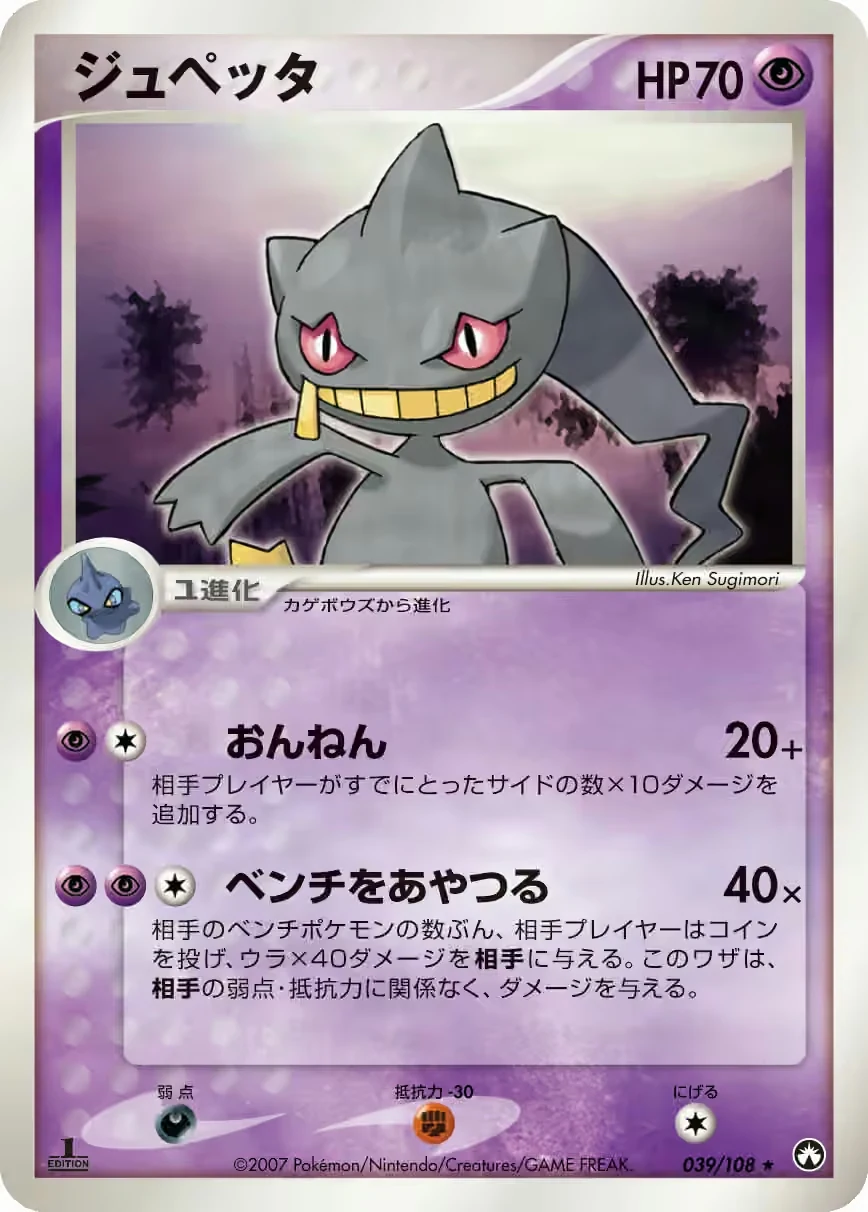 ジュペッタ
HP70
Illus.Ken Sugimori
1進化
カゲボウズから進化
おんねん 20+
相手プレイヤーがすでにとったサイドの数×10ダメージを
追加する。
ベンチをあやつる 40×
相手のベンチポケモンの数ぶん、相手プレイヤーはコイン
を投げ、ウラ×40ダメージを相手に与える。このワザは、
相手の弱点・抵抗力に関係なく、ダメージを与える。
弱点 抵抗力 -30 にげる
1
EDITION
©2007 Pokémon/Nintendo/Creatures/GAME FREAK.
039/108 ★